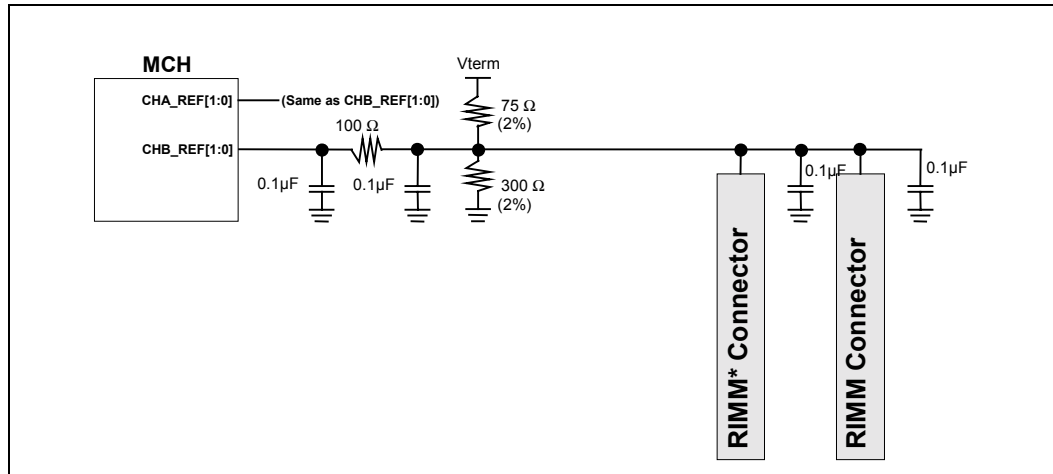 MCH
Vterm
CHA_REF[1:0]
(Same as CHB_REF[1:0])
75 Ω
(2%)
100 Ω
CHB_REF[1:0]
0.1µF
0.1µF
300 Ω
(2%)
0.1µF
0.1µF
RIMM* Connector
RIMM Connector